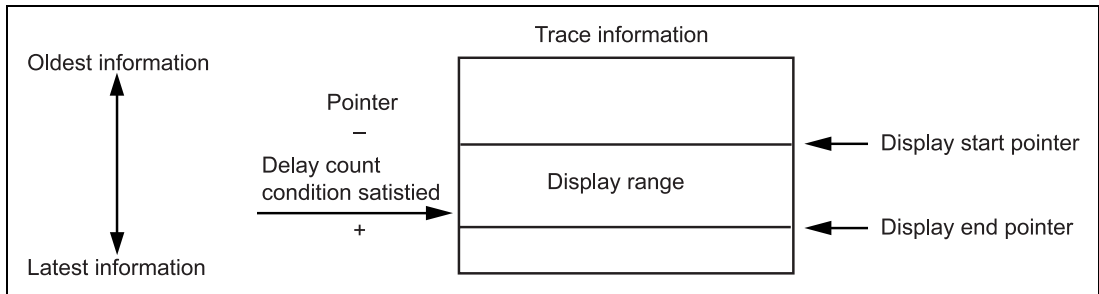 Trace information
Oldest information
Pointer
–
Delay count
condition satistied
+
Display range
Display start pointer
Display end pointer
Latest information